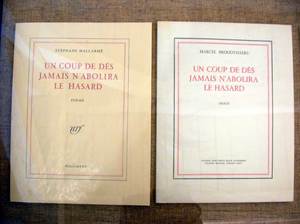 STÉPHANE MALLARMÉ
UN COUP DE DÉS
JAMAIS N'ABOLIRA
LE HASARD
POÈME
nrf
GALLIMARD
MARCEL BROODTHAERS
UN COUP DE DÉS
JAMAIS N'ABOLIRA
LE HASARD
IMAGE